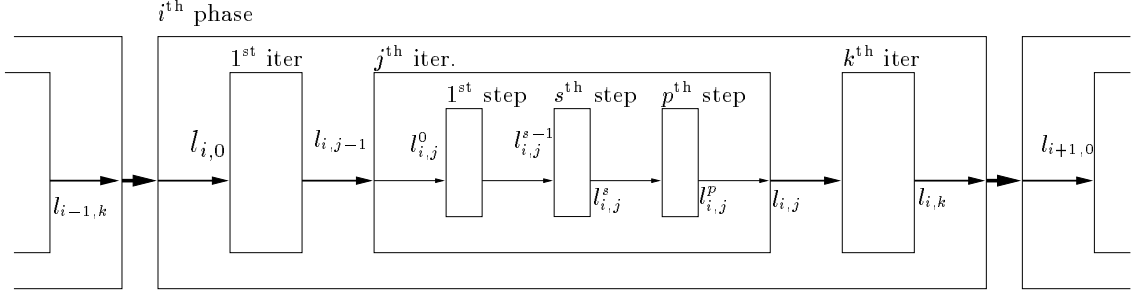 i^th phase
1^st iter
j^th iter.
k^th iter
1^st step
s^th step
p^th step
l_{i,0}
l_{i,j−1}
l_{i,j}^0
l_{i,j}^{s−1}
l_{i+1,0}
l_{i−1,k}
l_{i,j}^s
l_{i,j}^p
l_{i,j}
l_{i,k}